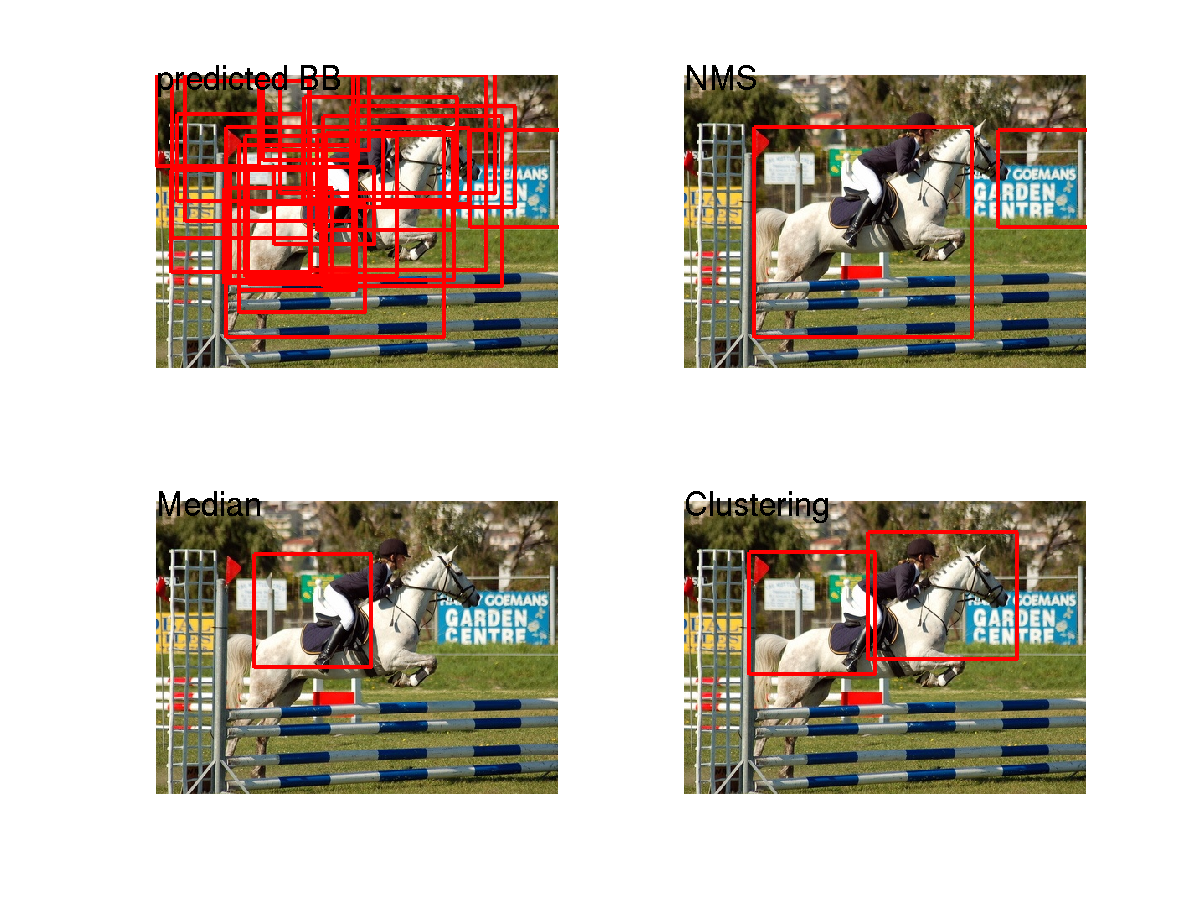 predicted BB
NMS
GOEMANS
GARDEN
CENTRE
Y GOEMANS
GARDEN
CENTRE
Median
Clustering
GOEMANS
GARDEN
CENTRE
GOEMANS
GARDEN
CENTRE